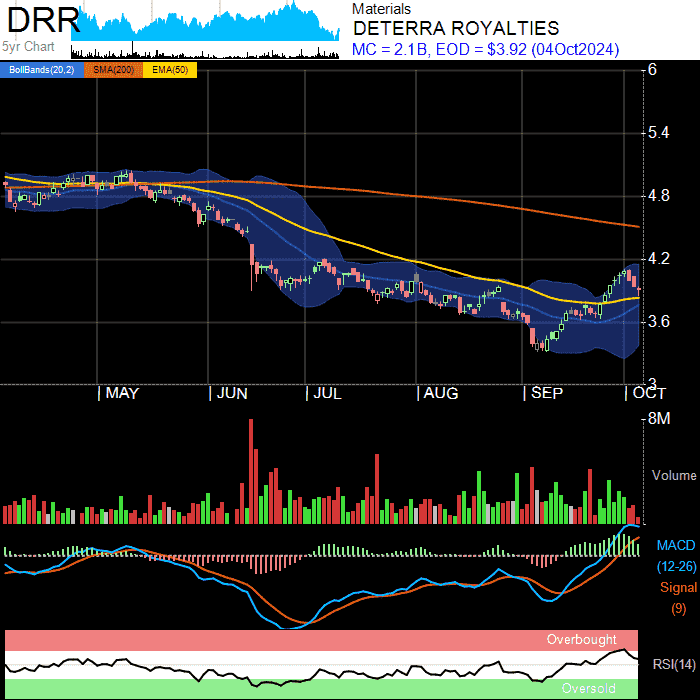 DRR
5yr Chart
Materials
DETERRA ROYALTIES
MC = 2.1B, EOD = $3.92 (04Oct2024)
BollBands(20,2) SMA(200) EMA(50)
6
5.4
4.8
4.2
3.6
3
MAY JUN JUL AUG SEP OCT
8M
Volume
MACD
(12-26)
Signal
(9)
Overbought
RSI(14)
Oversold